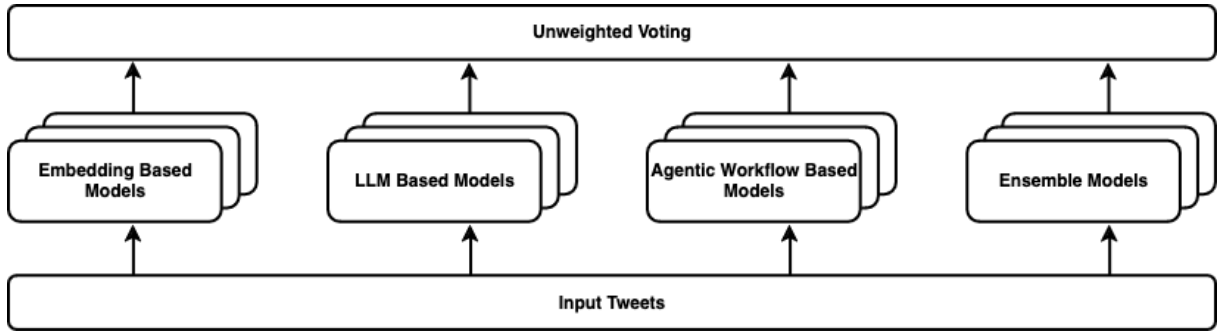 Unweighted Voting
Embedding Based
Models
LLM Based Models
Agentic Workflow Based
Models
Ensemble Models
Input Tweets